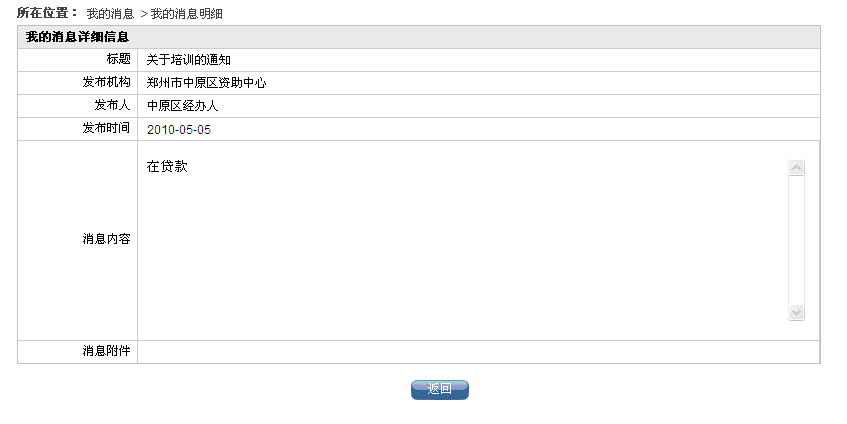 所在位置： 我的消息 >我的消息明细
我的消息详细信息
标题 关于培训的通知
发布机构 郑州市中原区资助中心
发布人 中原区经办人
发布时间 2010-05-05
消息内容 在贷款
消息附件
返回